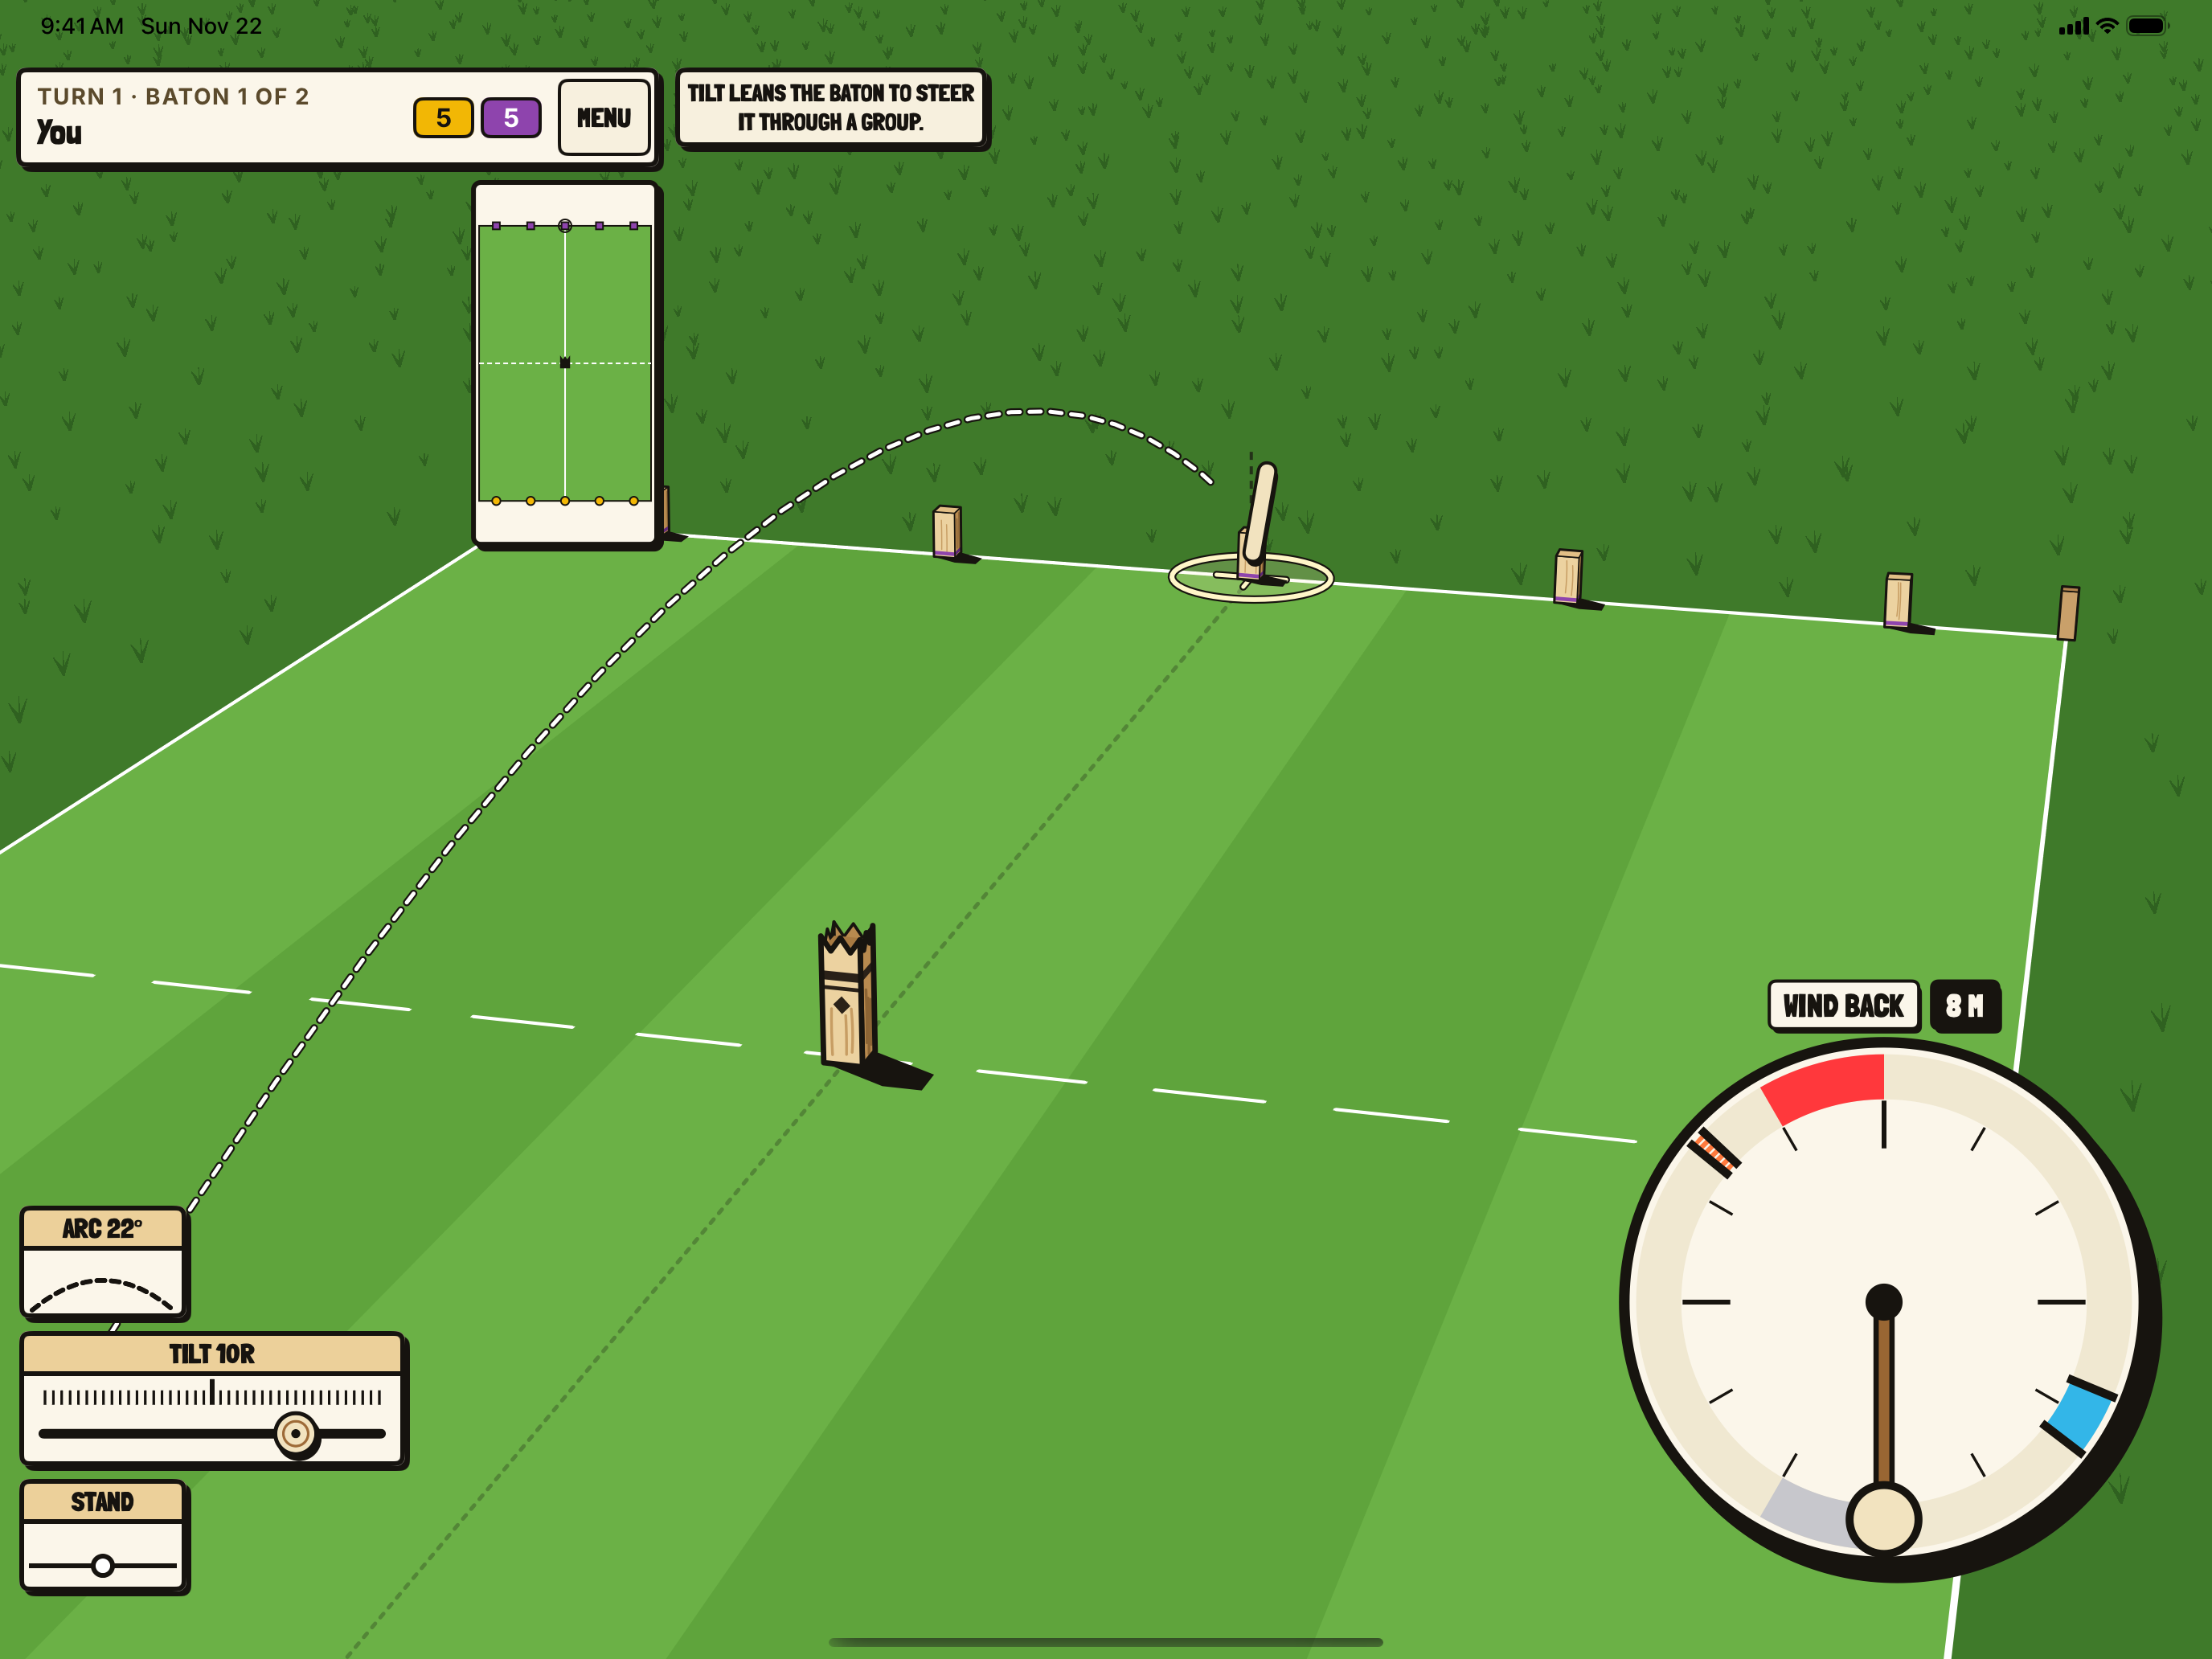 9:41 AM Sun Nov 22
TURN 1 · BATON 1 OF 2
You
5 5
MENU
TILT LEANS THE BATON TO STEER
IT THROUGH A GROUP.
WIND BACK 8 M
ARC 22°
TILT 10R
STAND